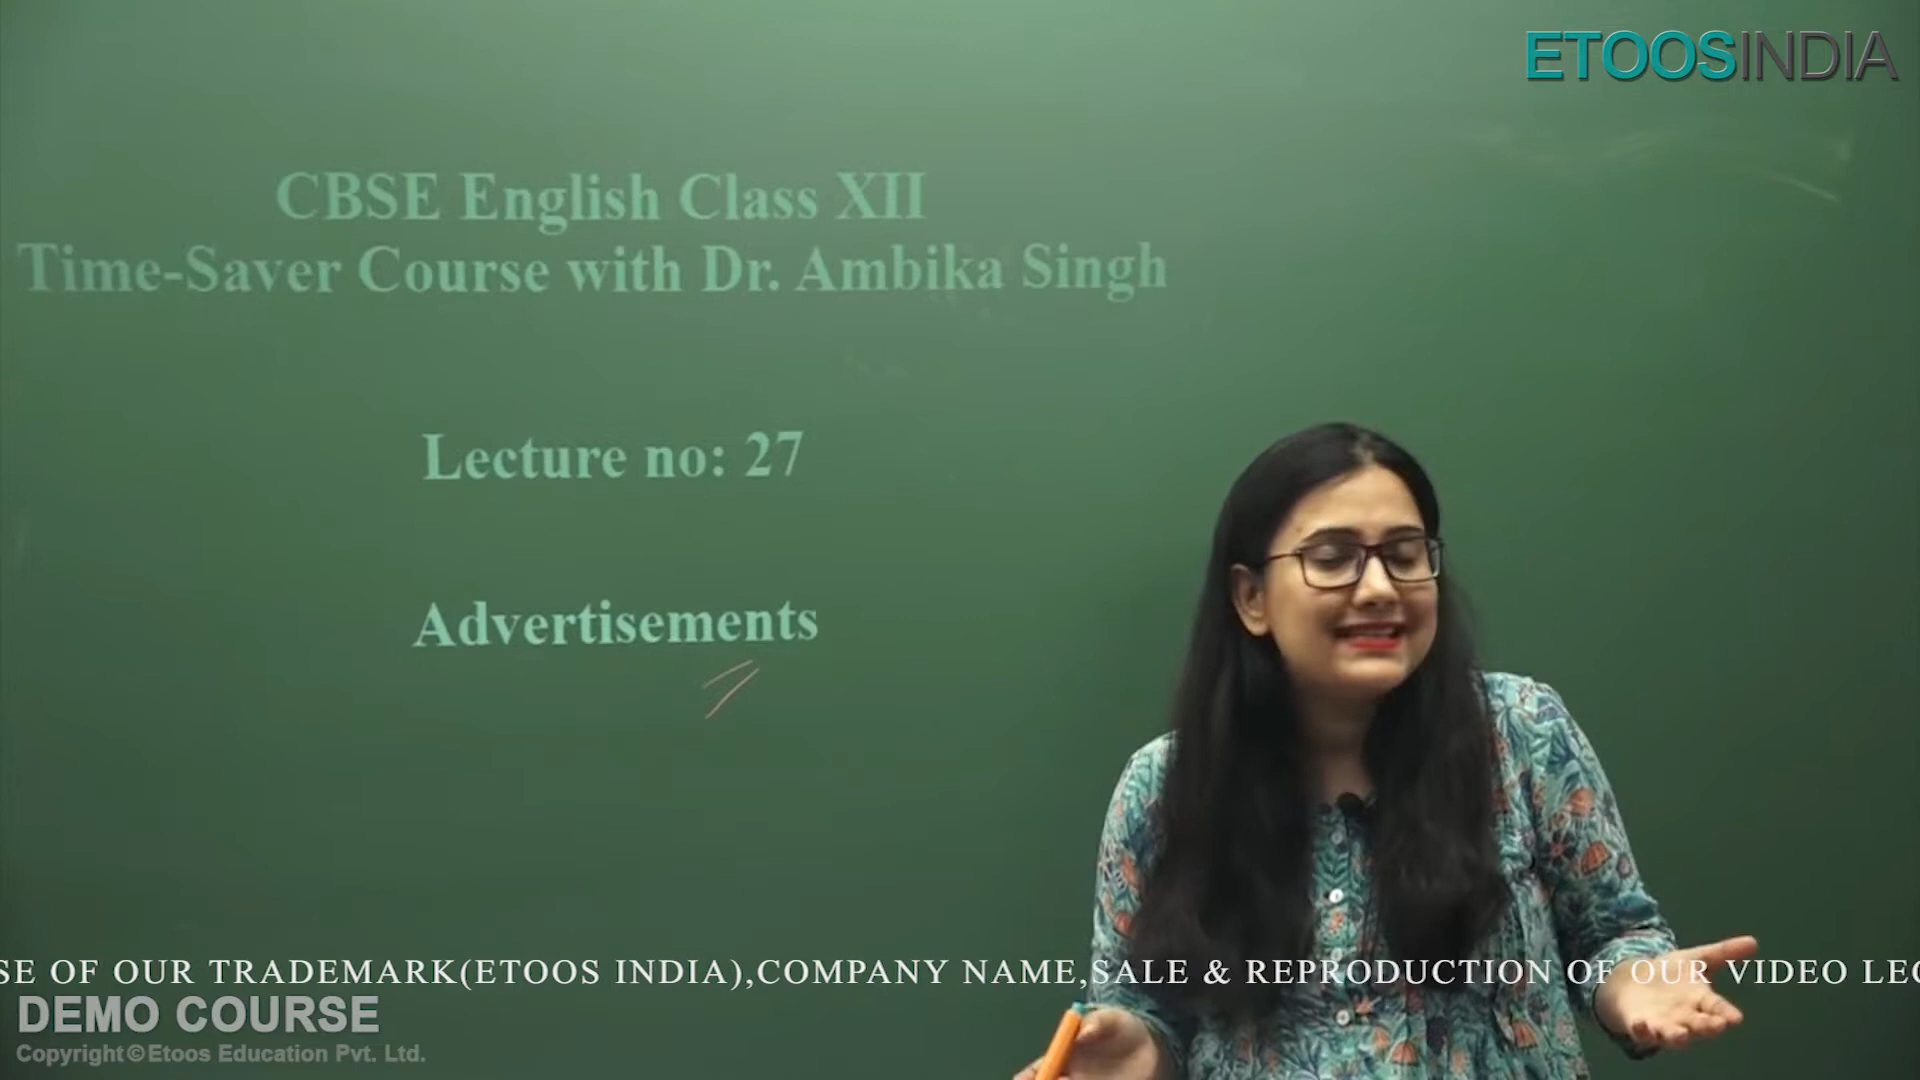 ETOOSINDIA
CBSE English Class XII
Time-Saver Course with Dr. Ambika Singh
Lecture no: 27
Advertisements
SE OF OUR TRADEMARK(ETOOS INDIA),COMPANY NAME,SALE & REPRODUCTION OF OUR VIDEO LEC
DEMO COURSE
Copyright©Etoos Education Pvt. Ltd.